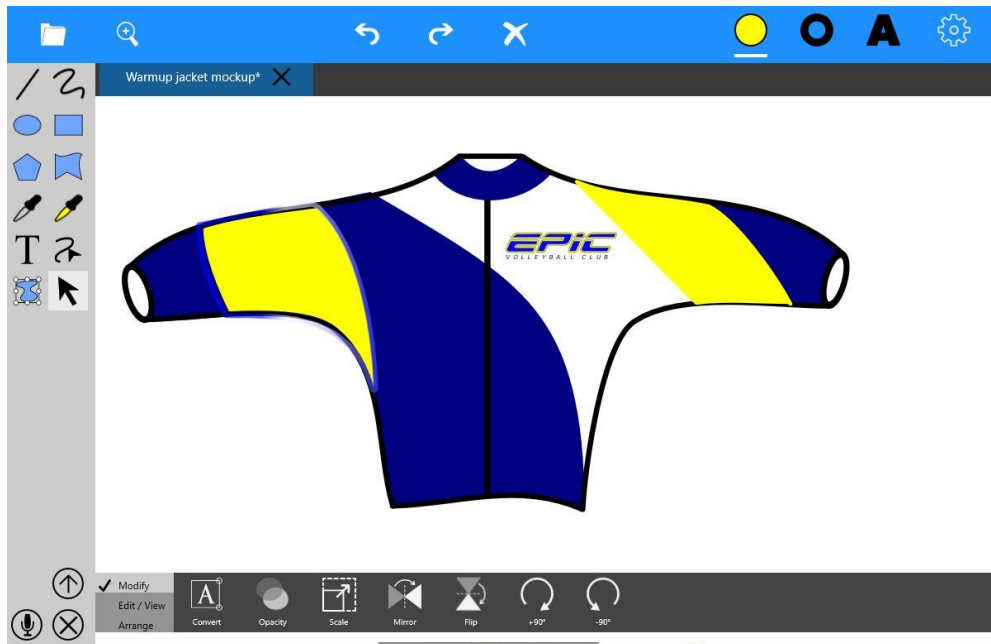 A
Warmup jacket mockup*
T
EPiC
VOLLEYBALL CLUB
Modify
Edit / View
Arrange
A
Convert
Opacity
Scale
Mirror
Flip
+90°
-90°